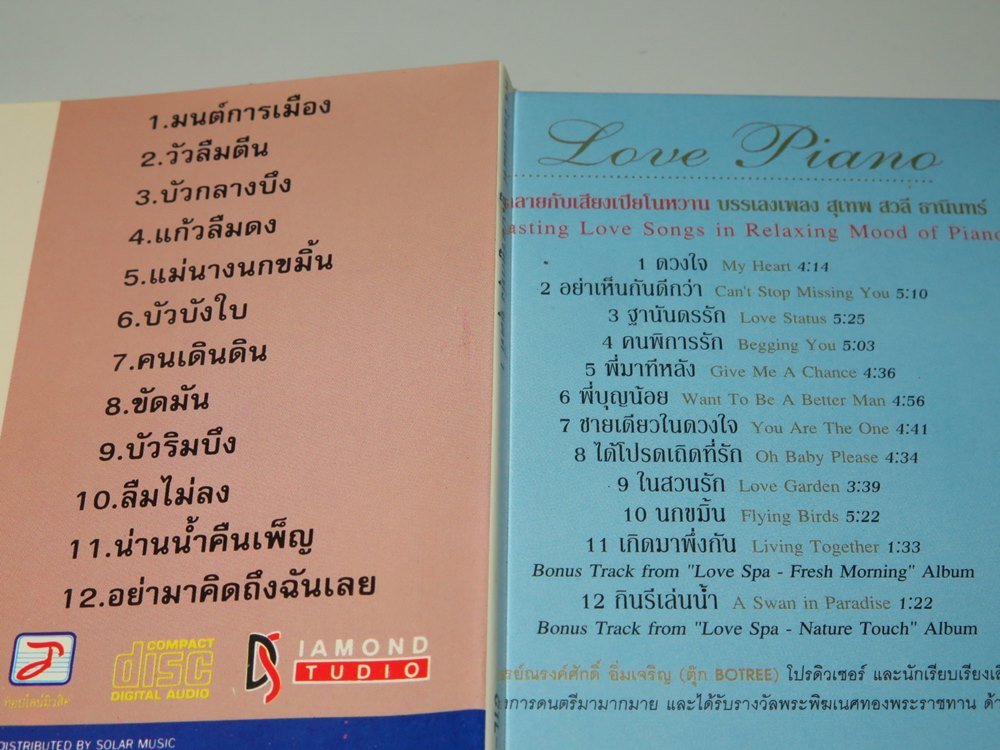 1.มนต์การเมือง
2.วัวลืมตีน
3.บัวกลางบึง
4.แก้วลืมดง
5.แม่นางนกขมิ้น
6.บัวบังใบ
7.คนเดินดิน
8.ขัดมัน
9.บัวริมบึง
10.ลืมไม่ลง
11.น่านน้ำคืนเพ็ญ
12.อย่ามาคิดถึงฉันเลย
COMPACT
disc
DIGITAL AUDIO
DS IAMOND
TUDIO
ท็อปไลน์มิวสิค
DISTRIBUTED BY SOLAR MUSIC
Love Piano
คลายกับเสียงเปียโนหวาน บรรเลงเพลง สุเทพ สวลี ธานินทร์
asting Love Songs in Relaxing Mood of Piano
1 ดวงใจ My Heart 4:14
2 อย่าเห็นกันดีกว่า Can't Stop Missing You 5:10
3 ฐานันดรรัก Love Status 5:25
4 คนพิการรัก Begging You 5:03
5 พี่มาทีหลัง Give Me A Chance 4:36
6 พี่บุญน้อย Want To Be A Better Man 4:56
7 ชายเดียวในดวงใจ You Are The One 4:41
8 ได้โปรดเถิดที่รัก Oh Baby Please 4:34
9 ในสวนรัก Love Garden 3:39
10 นกขมิ้น Flying Birds 5:22
11 เกิดมาพึ่งกัน Living Together 1:33
Bonus Track from "Love Spa - Fresh Morning" Album
12 กินรีเล่นน้ำ A Swan in Paradise 1:22
Bonus Track from "Love Spa - Nature Touch" Album
รย์ณรงค์ศักดิ์ อิ่มเจริญ (ตุ๊ก BOTREE) โปรดิวเซอร์ และนักเรียบเรียงเสี
งการดนตรีมามากมาย และได้รับรางวัลพระพิฆเนศทองพระราชทาน ด้า